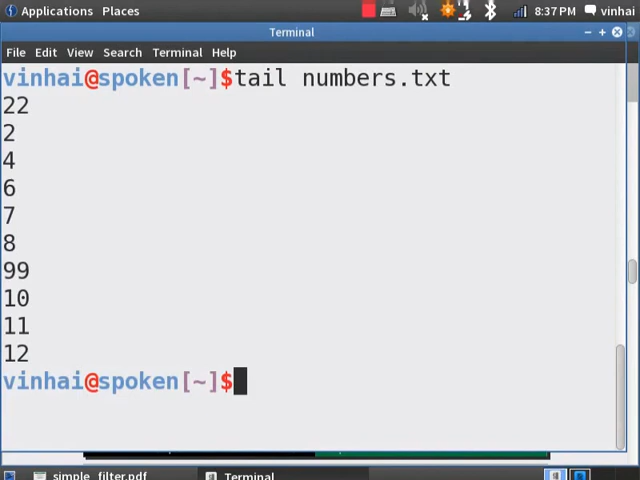 Applications Places 8:37 PM vinhai
Terminal
File Edit View Search Terminal Help
vinhai@spoken[~]$tail numbers.txt
22
2
4
6
7
8
99
10
11
12
vinhai@spoken[~]$
simple_filter.pdf Terminal